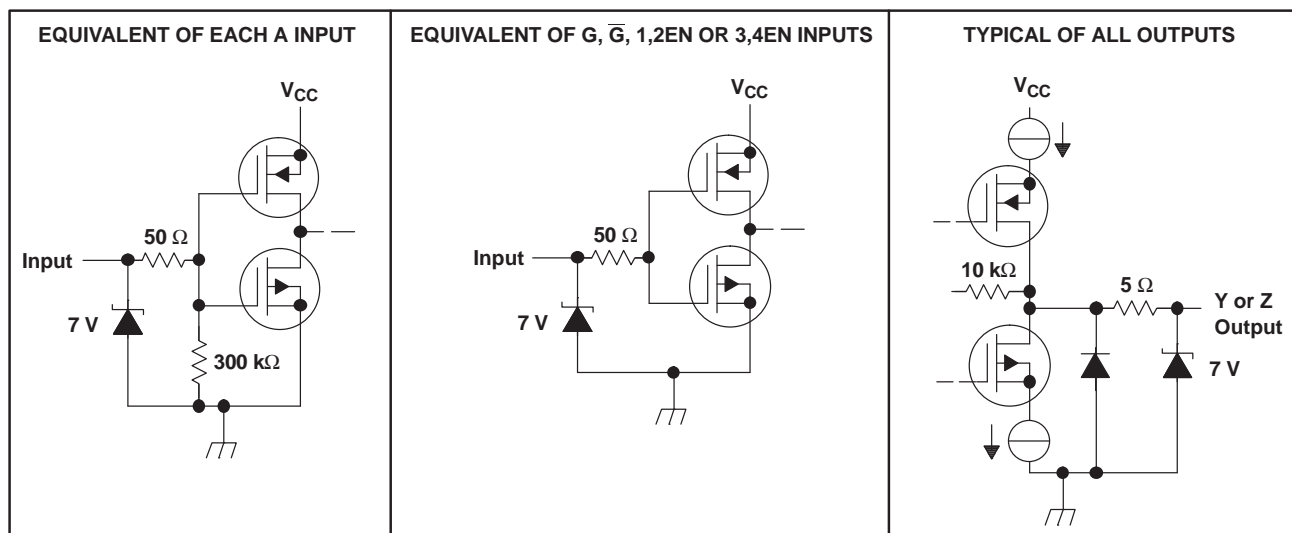 EQUIVALENT OF EACH A INPUT
VCC
50 Ω
Input
7 V
300 kΩ
EQUIVALENT OF G, G̅, 1,2EN OR 3,4EN INPUTS
VCC
50 Ω
Input
7 V
TYPICAL OF ALL OUTPUTS
VCC
10 kΩ
5 Ω
Y or Z
Output
7 V